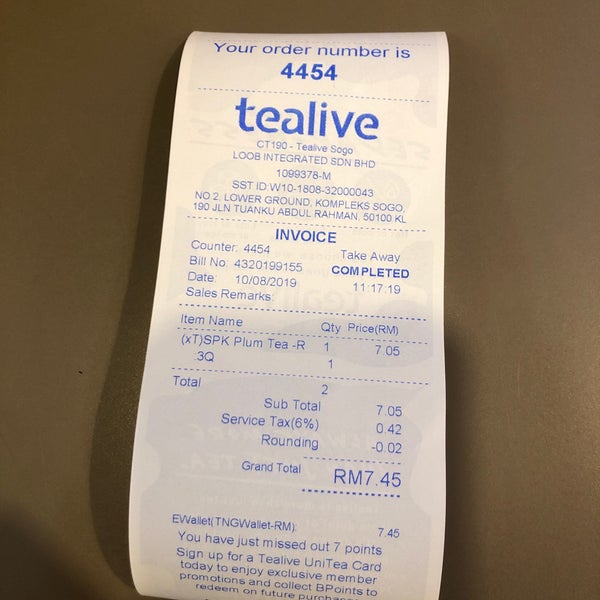 Your order number is
4454
tealive
CT190 - Tealive Sogo
LOOB INTEGRATED SDN BHD
1099378-M
SST ID:W10-1808-32000043
NO 2, LOWER GROUND, KOMPLEKS SOGO,
190 JLN TUANKU ABDUL RAHMAN, 50100 KL
INVOICE
Counter: 4454 Take Away
Bill No: 4320199155 COMPLETED
Date: 10/08/2019 11:17:19
Sales Remarks:
Item Name Qty Price(RM)
(xT)SPK Plum Tea -R 1 7.05
3Q 1
Total 2
Sub Total 7.05
Service Tax(6%) 0.42
Rounding -0.02
Grand Total RM7.45
EWallet(TNGWallet-RM): 7.45
You have just missed out 7 points
Sign up for a Tealive UniTea Card
today to enjoy exclusive member
promotions and collect BPoints to
redeem on future